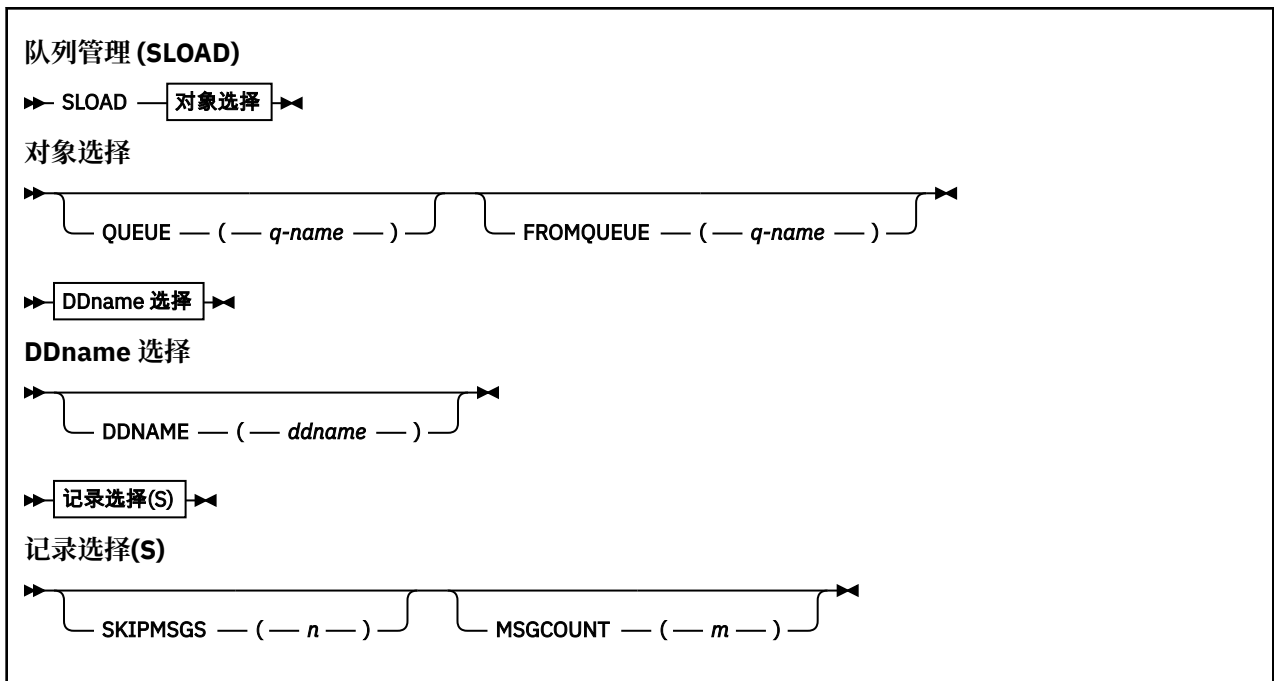 队列管理 (SLOAD)
SLOAD 对象选择
对象选择
QUEUE ( q-name ) FROMQUEUE ( q-name )
DDname 选择
DDname 选择
DDNAME ( ddname )
记录选择(S)
记录选择(S)
SKIPMSGS ( n ) MSGCOUNT ( m )